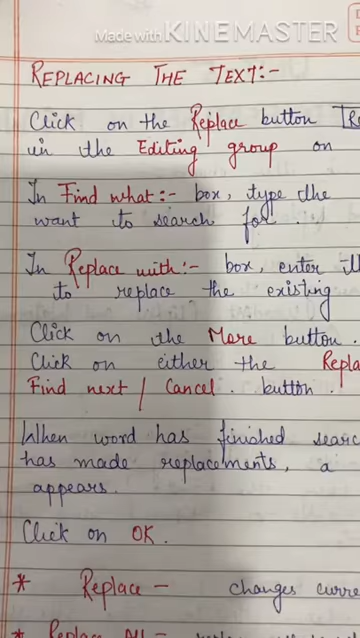 Made with KINEMASTER
REPLACING THE TEXT:-
Click on the Replace button
in the Editing group on
In Find what:- box, type the
want to search for.
In Replace with:- box, enter
to replace the existing
Click on the More button.
Click on either the Repla
Find next / Cancel. button.
When word has finished searc
has made replacements, a
appears.
Click on OK.
* Replace - changes curre
* Replace All -